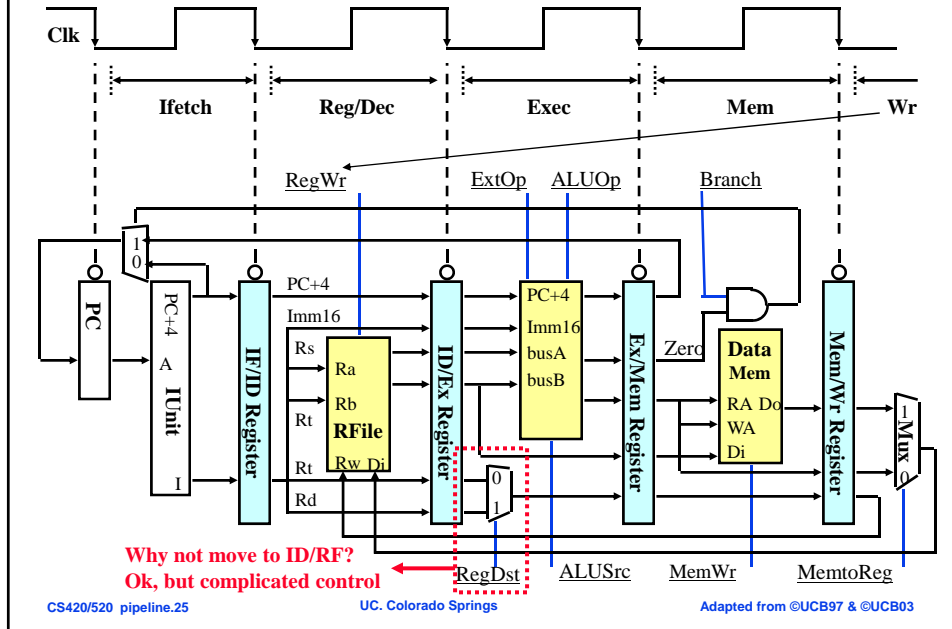 Clk
Ifetch Reg/Dec Exec Mem Wr
RegWr ExtOp ALUOp Branch
1
0
PC
PC+4
A
IUnit
I
IF/ID Register
PC+4
Imm16
Rs
Rt
Ra
Rb
RFile
Rw Di
Rt
Rd
ID/Ex Register
0
1
PC+4
Imm16
busA
busB
Ex/Mem Register
Zero
Data
Mem
RA Do
WA
Di
Mem/Wr Register
1
Mux
0
Why not move to ID/RF?
Ok, but complicated control
RegDst ALUSrc MemWr MemtoReg
CS420/520 pipeline.25 UC. Colorado Springs Adapted from ©UCB97 & ©UCB03